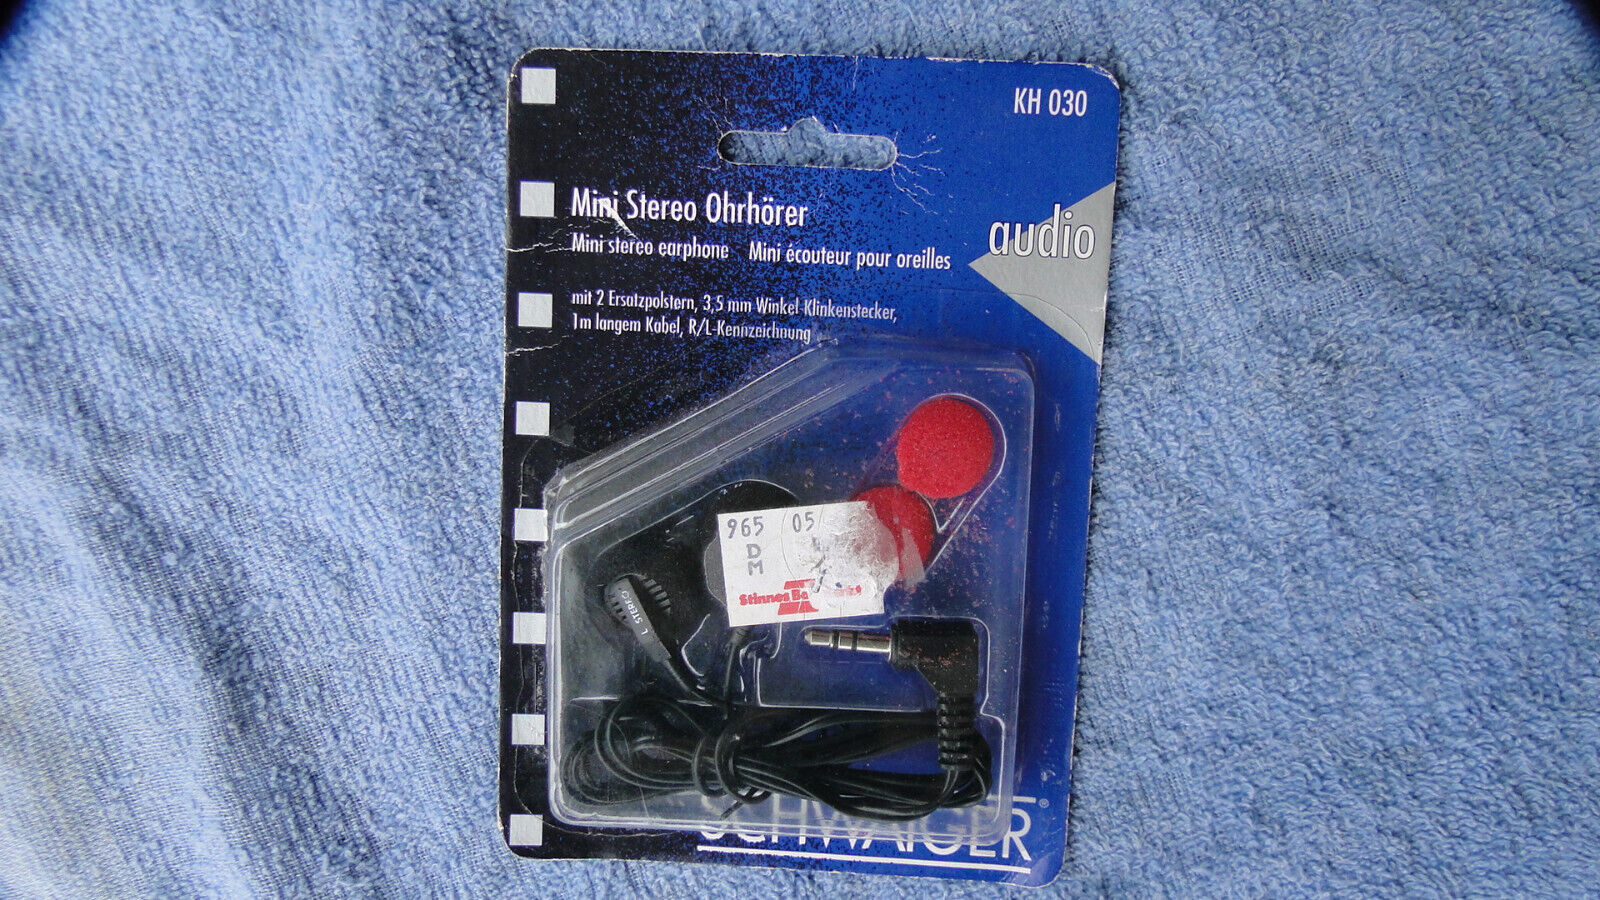 KH 030
Mini Stereo Ohrhörer
audio
Mini stereo earphone Mini écouteur pour oreilles
mit 2 Ersatzpolstern, 3,5 mm Winkel-Klinkenstecker,
1m langem Kabel, R/L-Kennzeichnung
965 05
DM
Stinnes
L STEREO
SCHWAIGER®